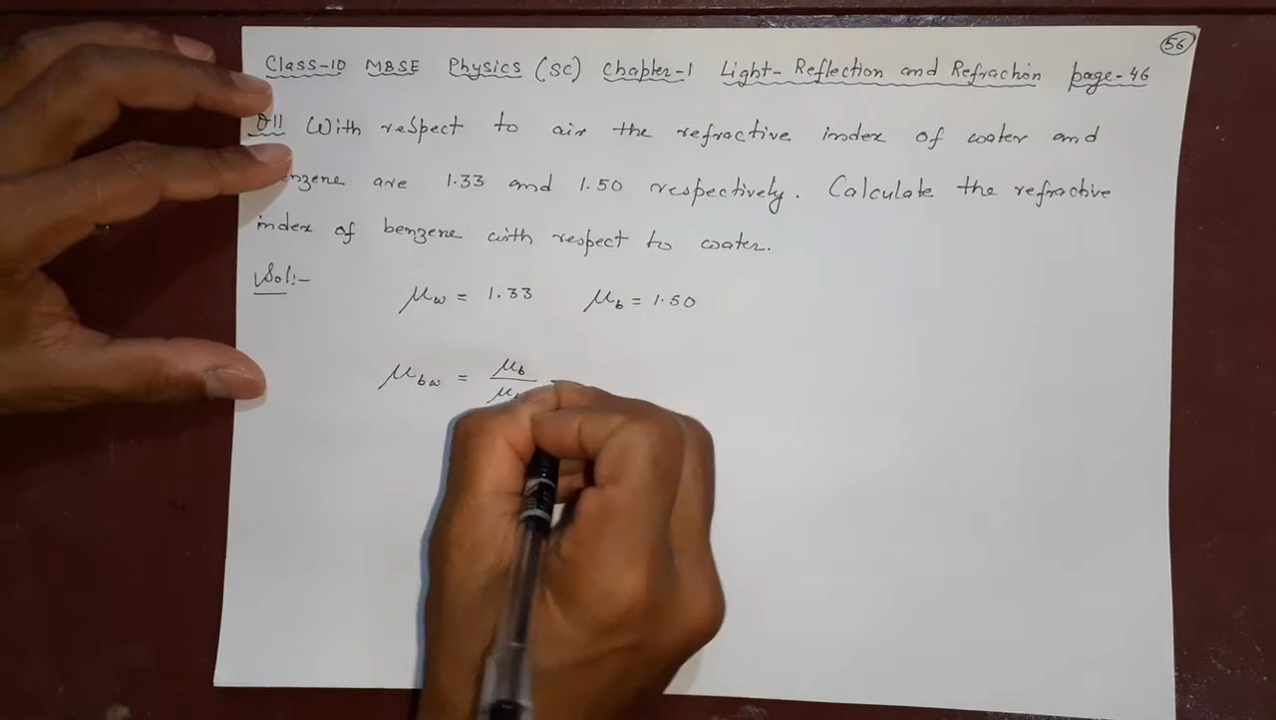 56
Class-10 MBSE Physics (SC) Chapter-1 Light-Reflection and Refraction page-46
Q11 With respect to air the refractive index of water and
enzene are 1.33 and 1.50 respectively. Calculate the refractive
index of benzene with respect to water.
Sol:-
μw = 1.33 μb = 1.50
μbw = μb
μ